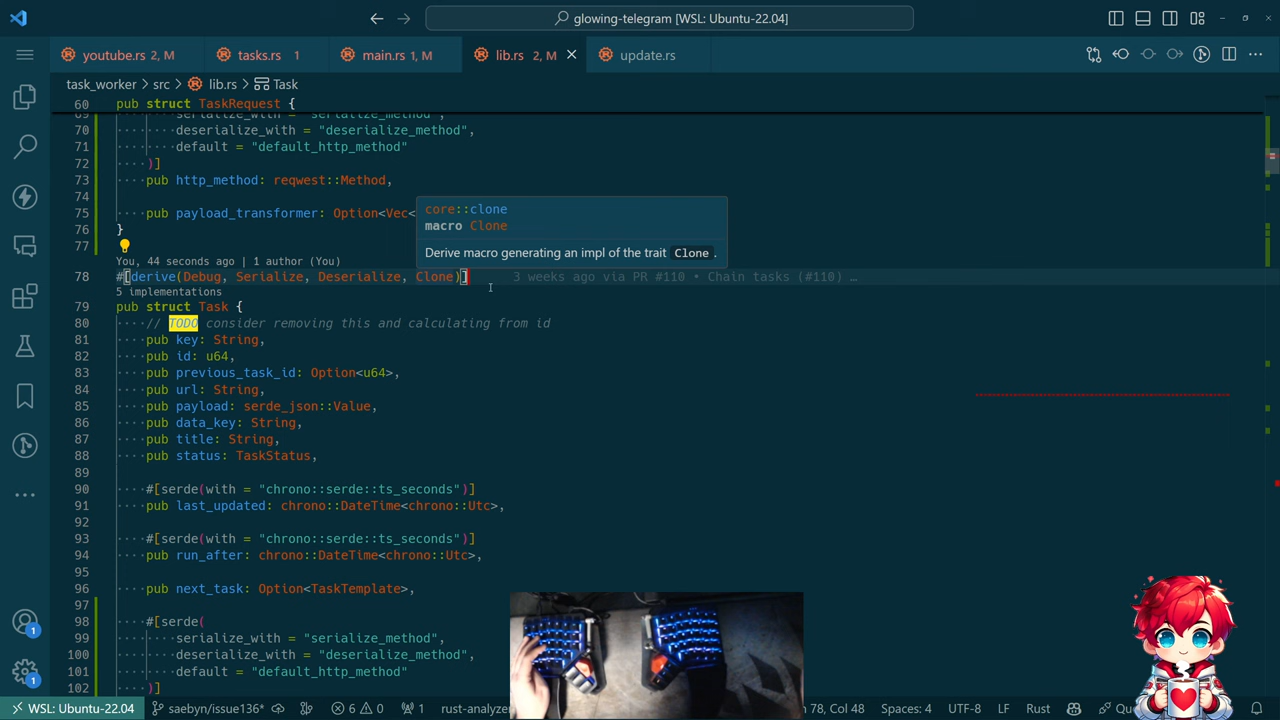 glowing-telegram [WSL: Ubuntu-22.04]
youtube.rs 2, M
tasks.rs 1
main.rs 1, M
lib.rs 2, M
update.rs
task_worker > src > lib.rs > Task
60 pub struct TaskRequest {
69 serialize_with = "serialize_method",
70 ········deserialize_with = "deserialize_method",
71 ········default = "default_http_method"
72 ····)]
73 ····pub http_method: reqwest::Method,
74
75 ····pub payload_transformer: Option<Vec<
76 }
77
core::clone
macro Clone
Derive macro generating an impl of the trait Clone.
You, 44 seconds ago | 1 author (You)
78 #[derive(Debug, Serialize, Deserialize, Clone)] 3 weeks ago via PR #110 • Chain tasks (#110) …
5 implementations
79 pub struct Task {
80 ····// TODO consider removing this and calculating from id
81 ····pub key: String,
82 ····pub id: u64,
83 ····pub previous_task_id: Option<u64>,
84 ····pub url: String,
85 ····pub payload: serde_json::Value,
86 ····pub data_key: String,
87 ····pub title: String,
88 ····pub status: TaskStatus,
89
90 ····#[serde(with = "chrono::serde::ts_seconds")]
91 ····pub last_updated: chrono::DateTime<chrono::Utc>,
92
93 ····#[serde(with = "chrono::serde::ts_seconds")]
94 ····pub run_after: chrono::DateTime<chrono::Utc>,
95
96 ····pub next_task: Option<TaskTemplate>,
97
98 ····#[serde(
99 ········serialize_with = "serialize_method",
100 ········deserialize_with = "deserialize_method",
101 ········default = "default_http_method"
102 ····)]
1
1
WSL: Ubuntu-22.04 saebyn/issue136* 6 0 1 rust-analyzer 78, Col 48 Spaces: 4 UTF-8 LF Rust